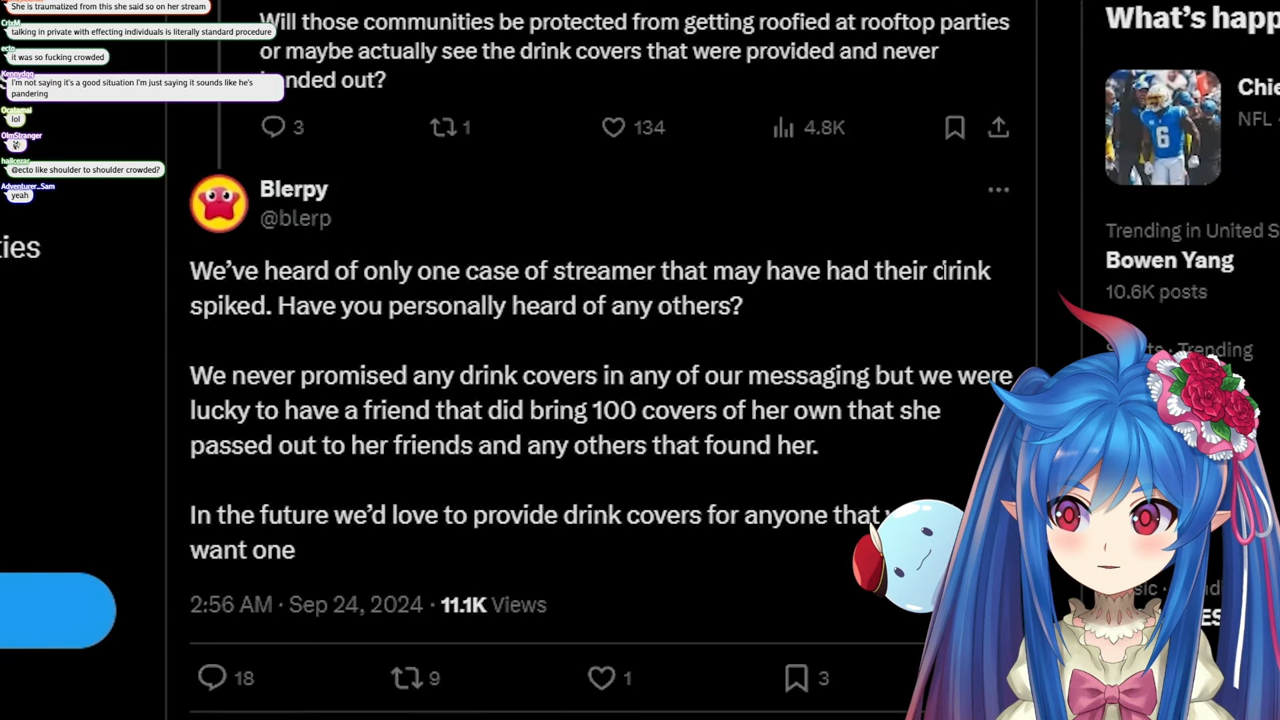 She is traumatized from this she said so on her stream
CrixM
talking in private with effecting individuals is literally standard procedure
ecto
it was so fucking crowded
Kennydqq
I'm not saying it's a good situation I'm just saying it sounds like he's
pandering
Ocatamai
lol
OlmStranger
hailcezar
@ecto like shoulder to shoulder crowded?
Adventurer_Sam
yeah
ties
Will those communities be protected from getting roofied at rooftop parties
or maybe actually see the drink covers that were provided and never
handed out?
3
1
134
4.8K
Blerpy
@blerp
We've heard of only one case of streamer that may have had their drink
spiked. Have you personally heard of any others?
We never promised any drink covers in any of our messaging but we were
lucky to have a friend that did bring 100 covers of her own that she
passed out to her friends and any others that found her.
In the future we'd love to provide drink covers for anyone that
want one
2:56 AM · Sep 24, 2024 · 11.1K Views
18
9
1
3
What's happ
Chie
NFL ·
6
Trending in United S
Bowen Yang
10.6K posts
Trending